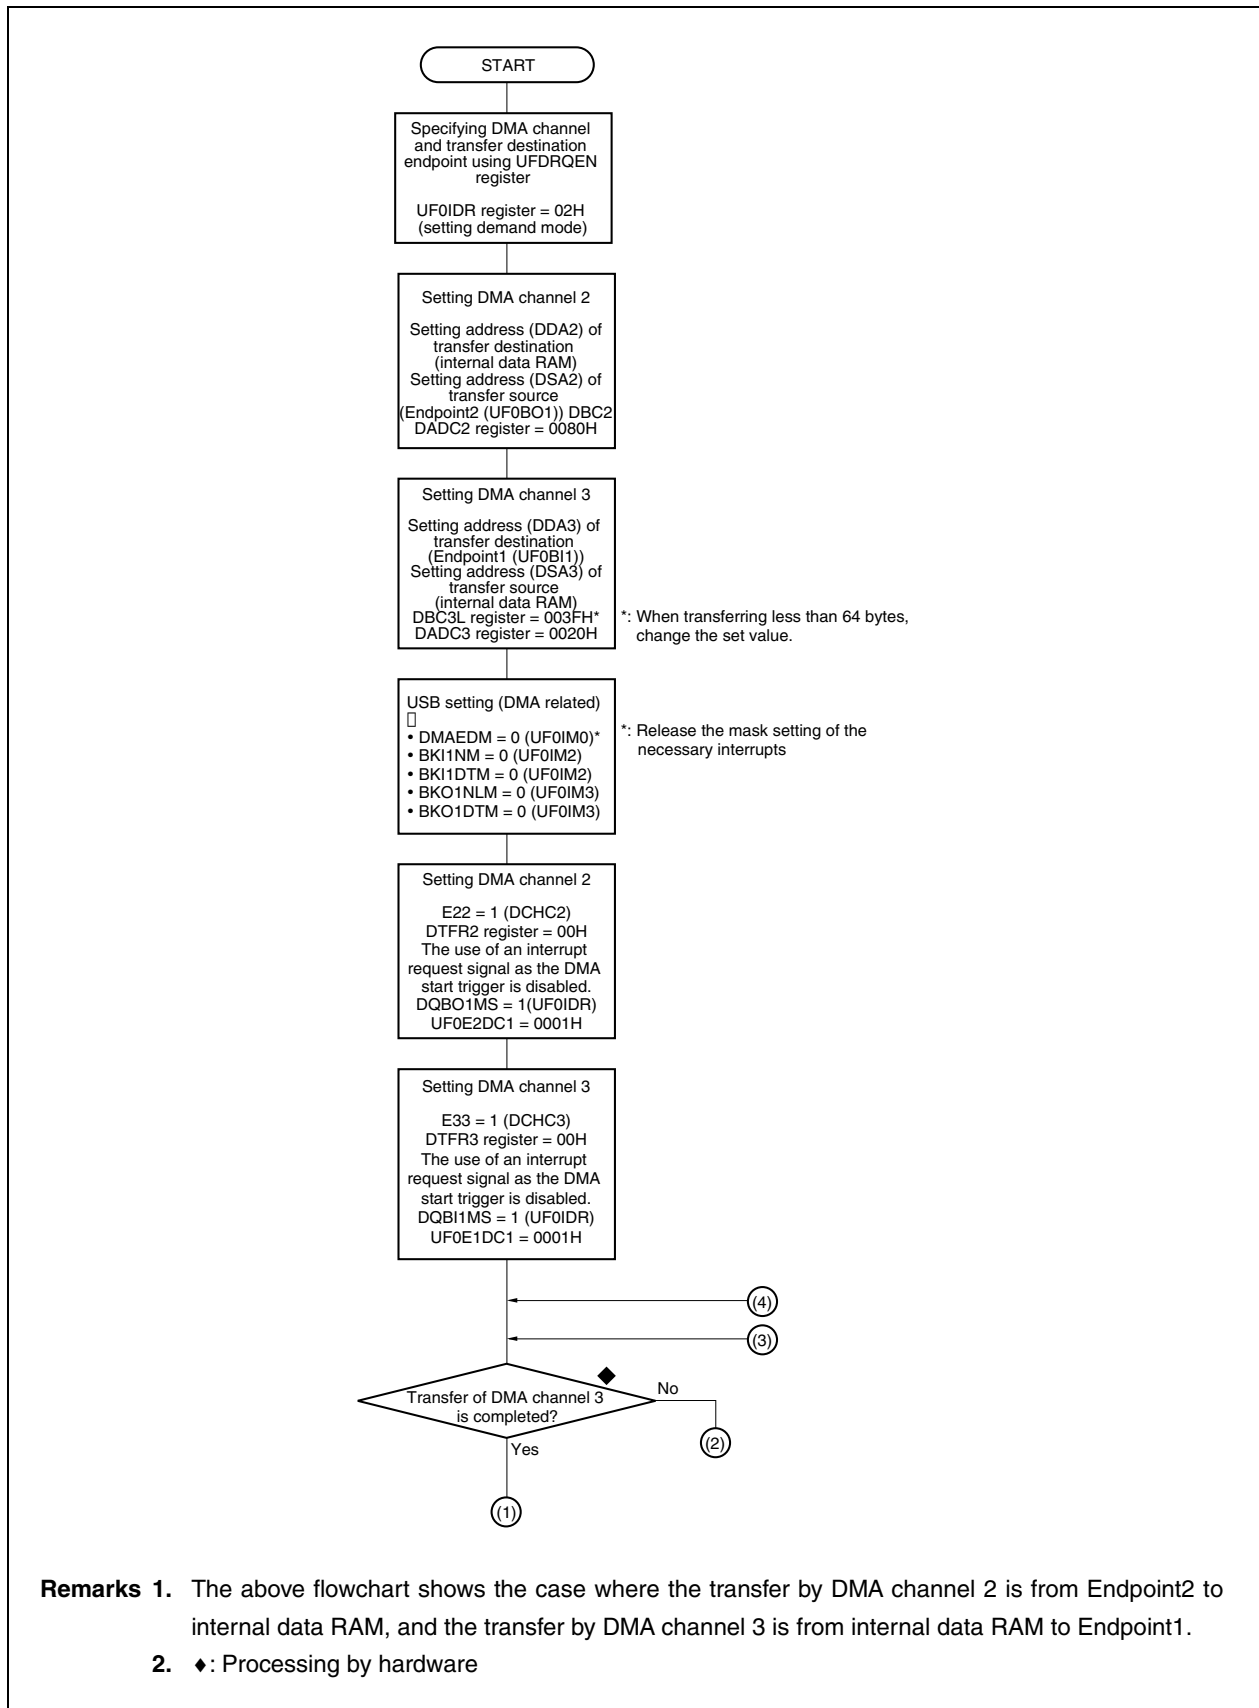 START
Specifying DMA channel
and transfer destination
endpoint using UFDRQEN
register
UF0IDR register = 02H
(setting demand mode)
Setting DMA channel 2
Setting address (DDA2) of
transfer destination
(internal data RAM)
Setting address (DSA2) of
transfer source
(Endpoint2 (UF0BO1)) DBC2
DADC2 register = 0080H
Setting DMA channel 3
Setting address (DDA3) of
transfer destination
(Endpoint1 (UF0BI1))
Setting address (DSA3) of
transfer source
(internal data RAM)
DBC3L register = 003FH*
DADC3 register = 0020H
*: When transferring less than 64 bytes,
change the set value.
USB setting (DMA related)
• DMAEDM = 0 (UF0IM0)*
• BKI1NM = 0 (UF0IM2)
• BKI1DTM = 0 (UF0IM2)
• BKO1NLM = 0 (UF0IM3)
• BKO1DTM = 0 (UF0IM3)
*: Release the mask setting of the
necessary interrupts
Setting DMA channel 2
E22 = 1 (DCHC2)
DTFR2 register = 00H
The use of an interrupt
request signal as the DMA
start trigger is disabled.
DQBO1MS = 1(UF0IDR)
UF0E2DC1 = 0001H
Setting DMA channel 3
E33 = 1 (DCHC3)
DTFR3 register = 00H
The use of an interrupt
request signal as the DMA
start trigger is disabled.
DQBI1MS = 1 (UF0IDR)
UF0E1DC1 = 0001H
(4)
(3)
Transfer of DMA channel 3
is completed?
No
(2)
Yes
(1)
Remarks 1. The above flowchart shows the case where the transfer by DMA channel 2 is from Endpoint2 to
internal data RAM, and the transfer by DMA channel 3 is from internal data RAM to Endpoint1.
2. ♦: Processing by hardware